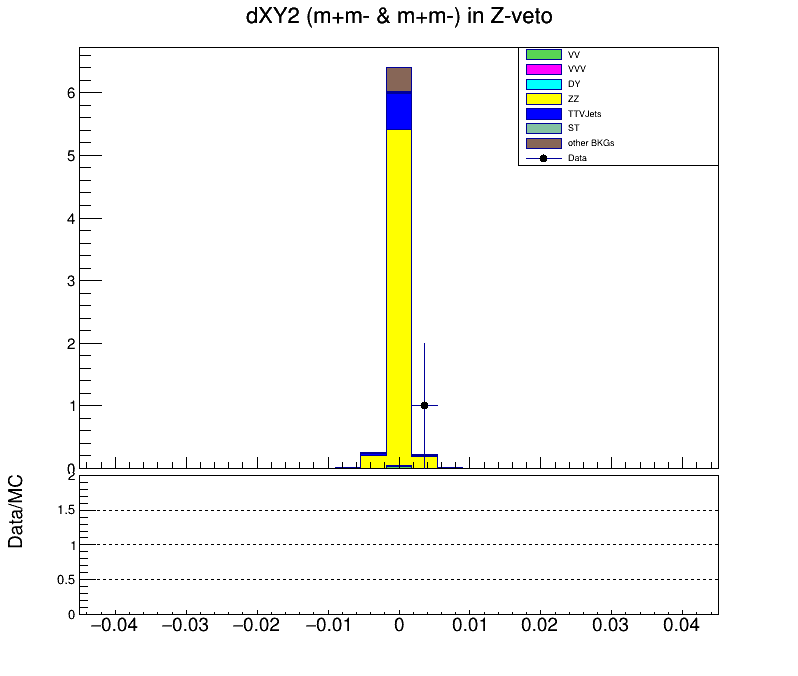 dXY2 (m+m- & m+m-) in Z-veto
VV
VVV
DY
ZZ
TTVJets
ST
other BKGs
Data
6
5
4
3
2
1
0
Data/MC
2
1.5
1
0.5
0
−0.04 −0.03 −0.02 −0.01 0 0.01 0.02 0.03 0.04